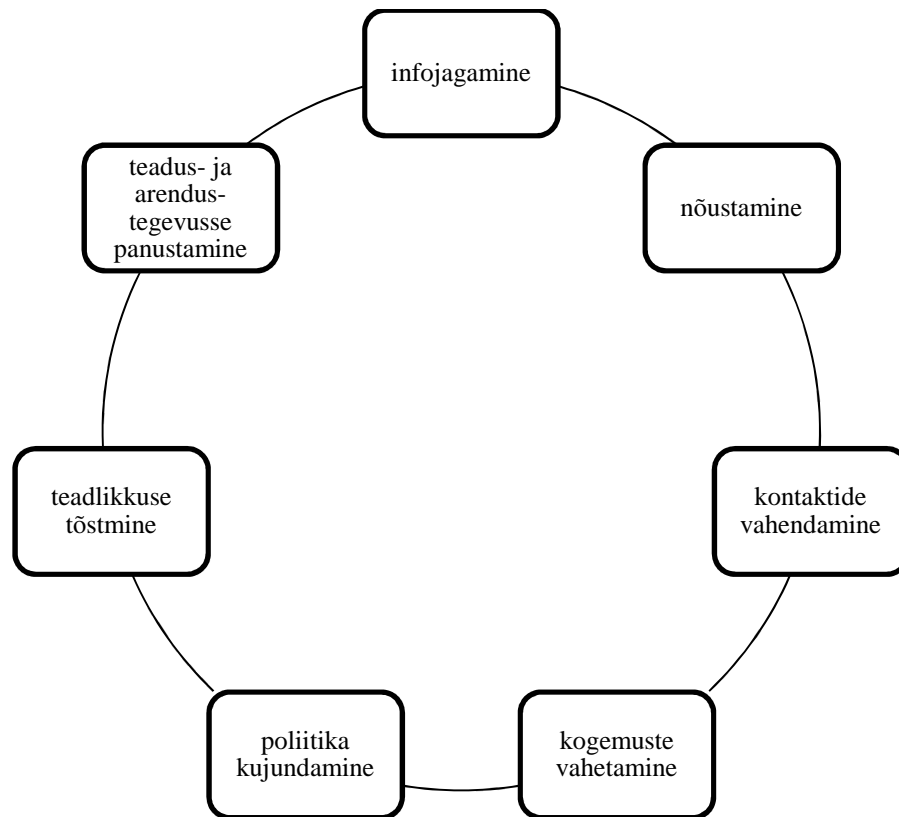 infojagamine
nõustamine
kontaktide
vahendamine
kogemuste
vahetamine
poliitika
kujundamine
teadlikkuse
tõstmine
teadus- ja
arendus-
tegevusse
panustamine